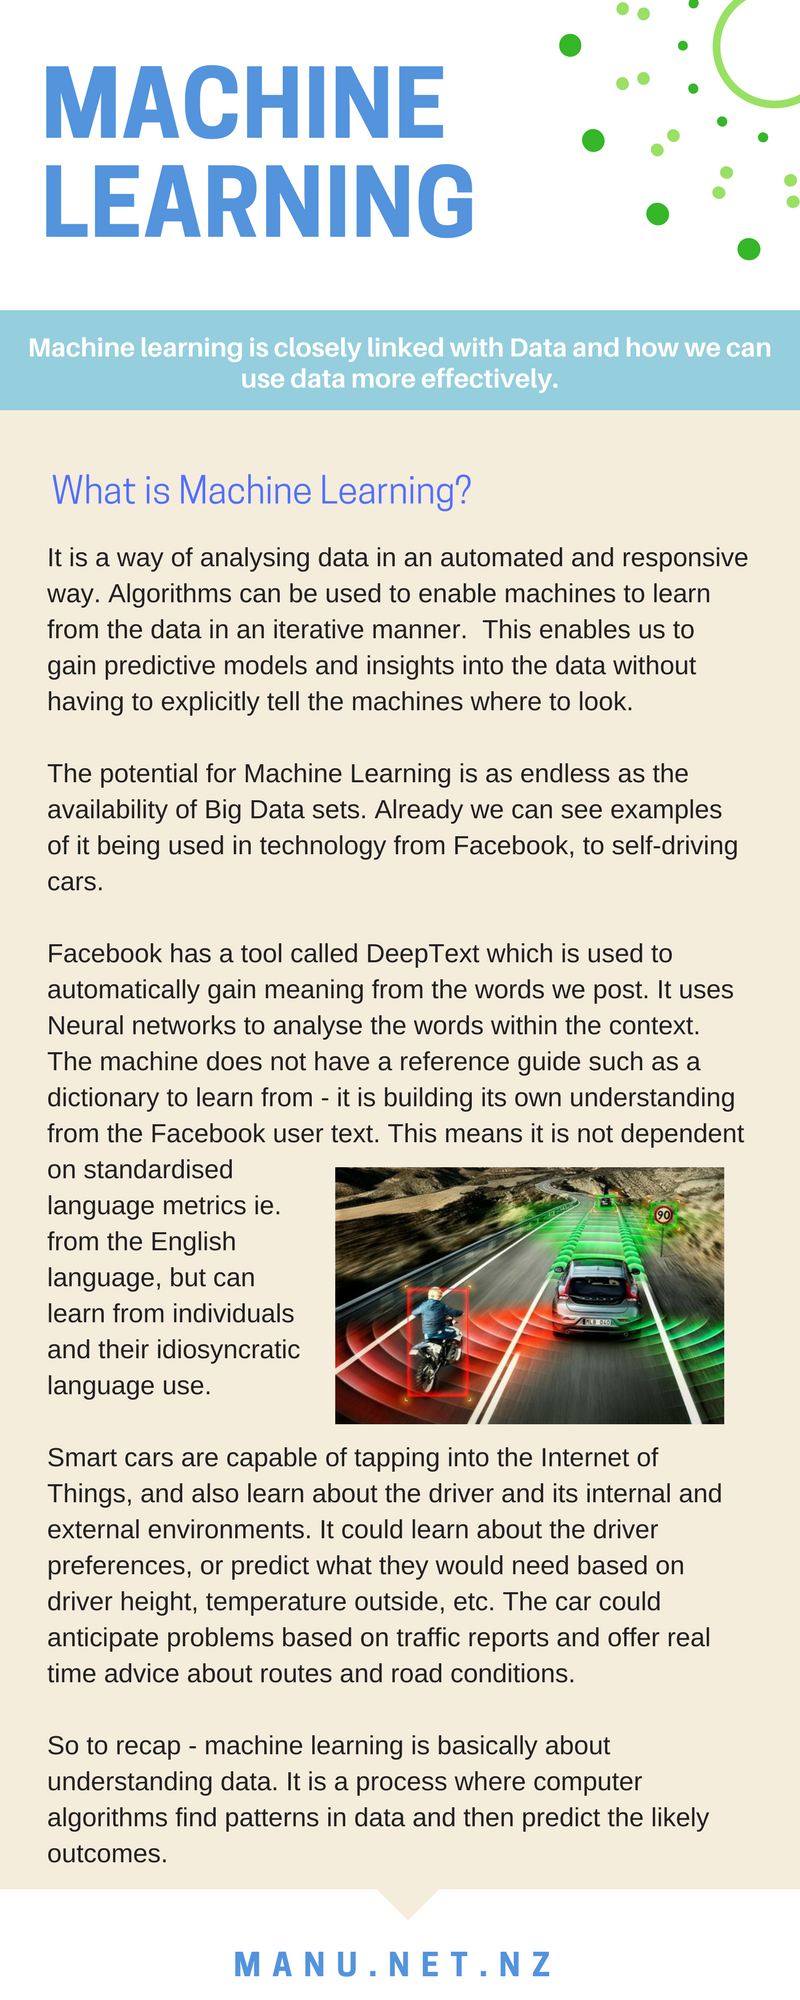 MACHINE
LEARNING
Machine learning is closely linked with Data and how we can
use data more effectively.
What is Machine Learning?
It is a way of analysing data in an automated and responsive
way. Algorithms can be used to enable machines to learn
from the data in an iterative manner.  This enables us to
gain predictive models and insights into the data without
having to explicitly tell the machines where to look.
The potential for Machine Learning is as endless as the
availability of Big Data sets. Already we can see examples
of it being used in technology from Facebook, to self-driving
cars.
Facebook has a tool called DeepText which is used to
automatically gain meaning from the words we post. It uses
Neural networks to analyse the words within the context.
The machine does not have a reference guide such as a
dictionary to learn from - it is building its own understanding
from the Facebook user text. This means it is not dependent
on standardised
language metrics ie.
from the English
language, but can
learn from individuals
and their idiosyncratic
language use.
90
Smart cars are capable of tapping into the Internet of
Things, and also learn about the driver and its internal and
external environments. It could learn about the driver
preferences, or predict what they would need based on
driver height, temperature outside, etc. The car could
anticipate problems based on traffic reports and offer real
time advice about routes and road conditions.
So to recap - machine learning is basically about
understanding data. It is a process where computer
algorithms find patterns in data and then predict the likely
outcomes.
MANU.NET.NZ